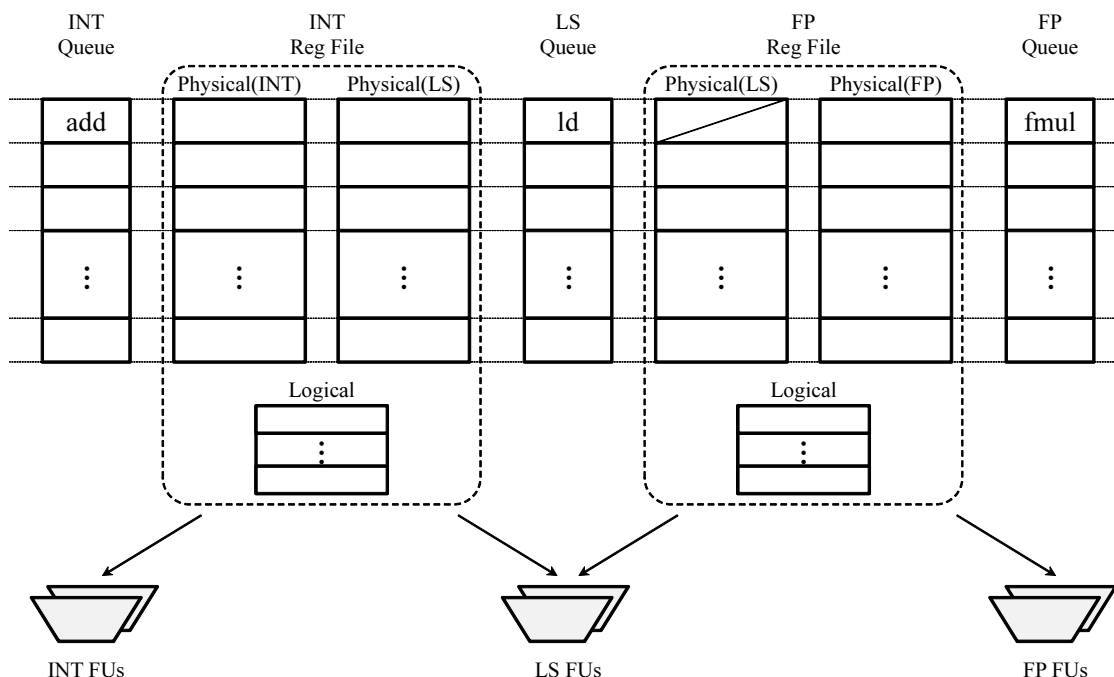 INT
Queue
INT
Reg File
LS
Queue
FP
Reg File
FP
Queue
Physical(INT)
Physical(LS)
Physical(LS)
Physical(FP)
add
ld
fmul
⋮
⋮
⋮
⋮
⋮
⋮
⋮
Logical
Logical
⋮
⋮
INT FUs
LS FUs
FP FUs